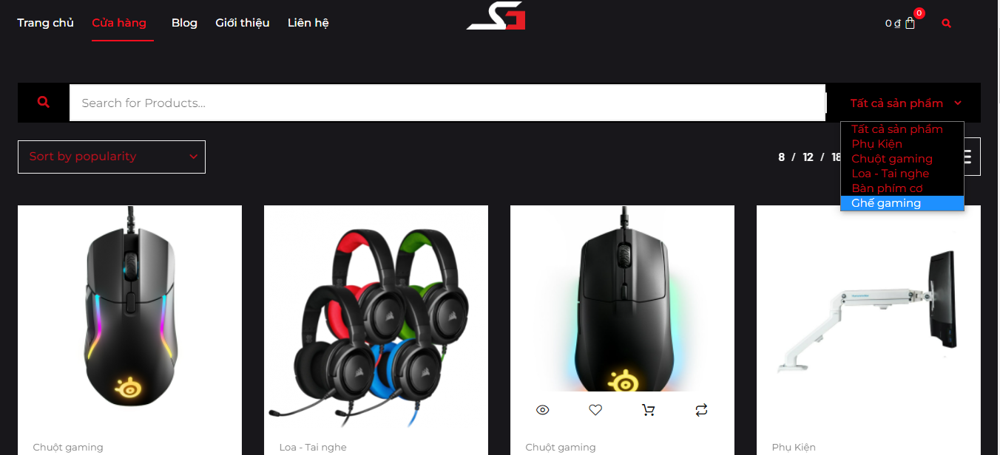 Trang chủ Cửa hàng Blog Giới thiệu Liên hệ
0 ₫ 0
Search for Products...
Tất cả sản phẩm
Sort by popularity
8 / 12 / 18
Tất cả sản phẩm
Phụ Kiện
Chuột gaming
Loa - Tai nghe
Bàn phím cơ
Ghế gaming
Chuột gaming
Loa - Tai nghe
Chuột gaming
Phụ Kiện